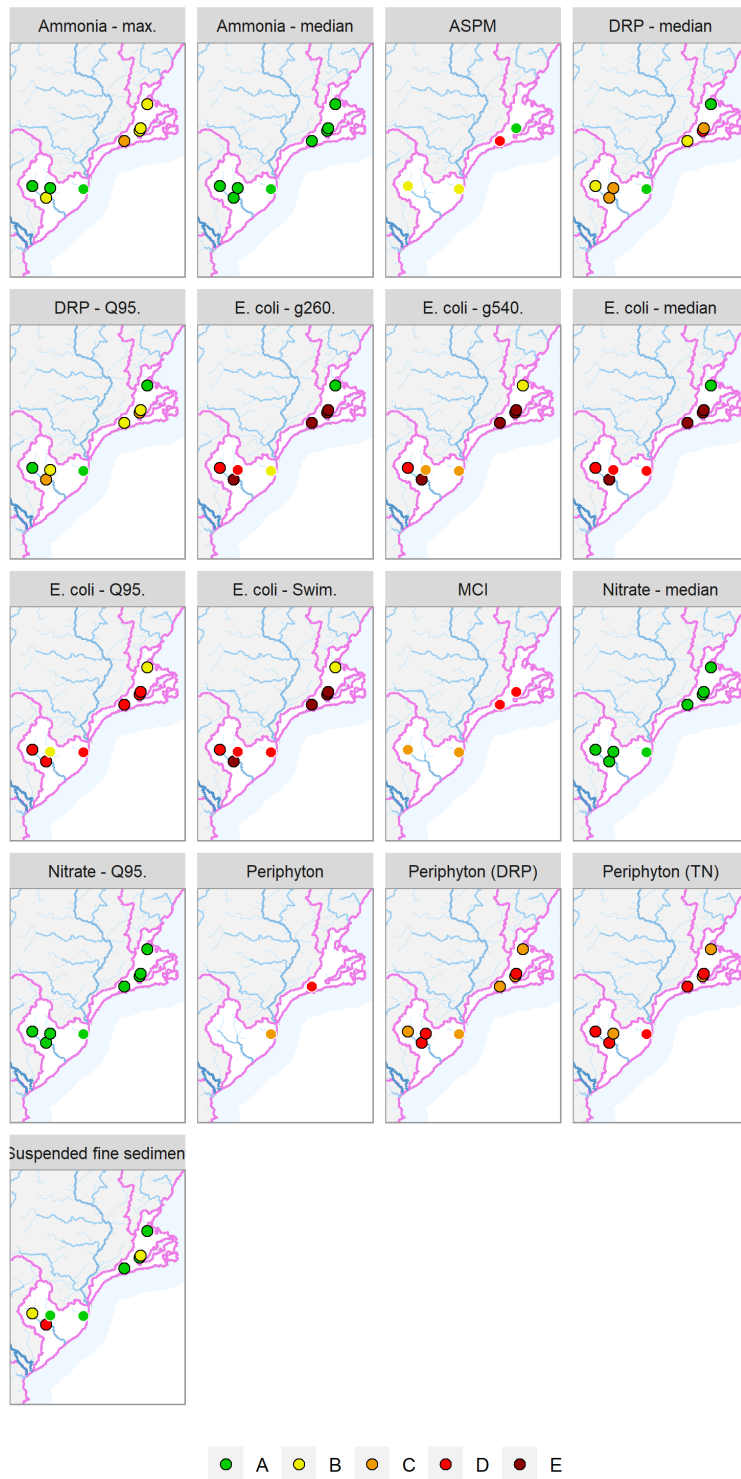 Ammonia - max.
Ammonia - median
ASPM
DRP - median
DRP - Q95.
E. coli - g260.
E. coli - g540.
E. coli - median
E. coli - Q95.
E. coli - Swim.
MCI
Nitrate - median
Nitrate - Q95.
Periphyton
Periphyton (DRP)
Periphyton (TN)
Suspended fine sedimen
A B C D E